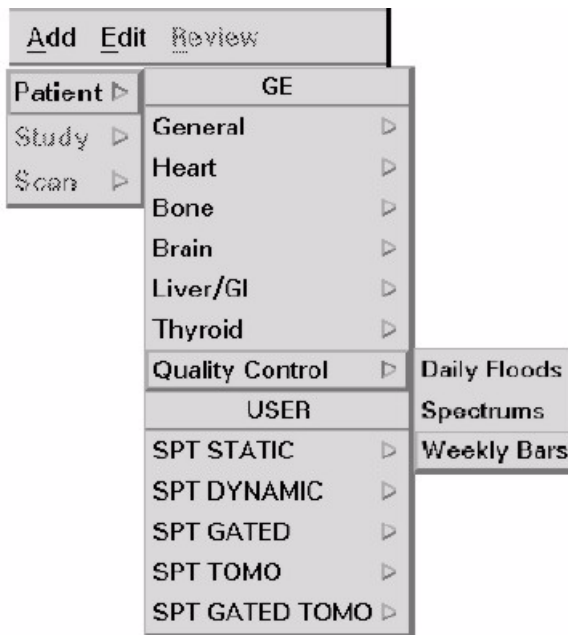 Add Edit Review
Patient
Study
Scan
GE
General
Heart
Bone
Brain
Liver/GI
Thyroid
Quality Control
USER
SPT STATIC
SPT DYNAMIC
SPT GATED
SPT TOMO
SPT GATED TOMO
Daily Floods
Spectrums
Weekly Bars